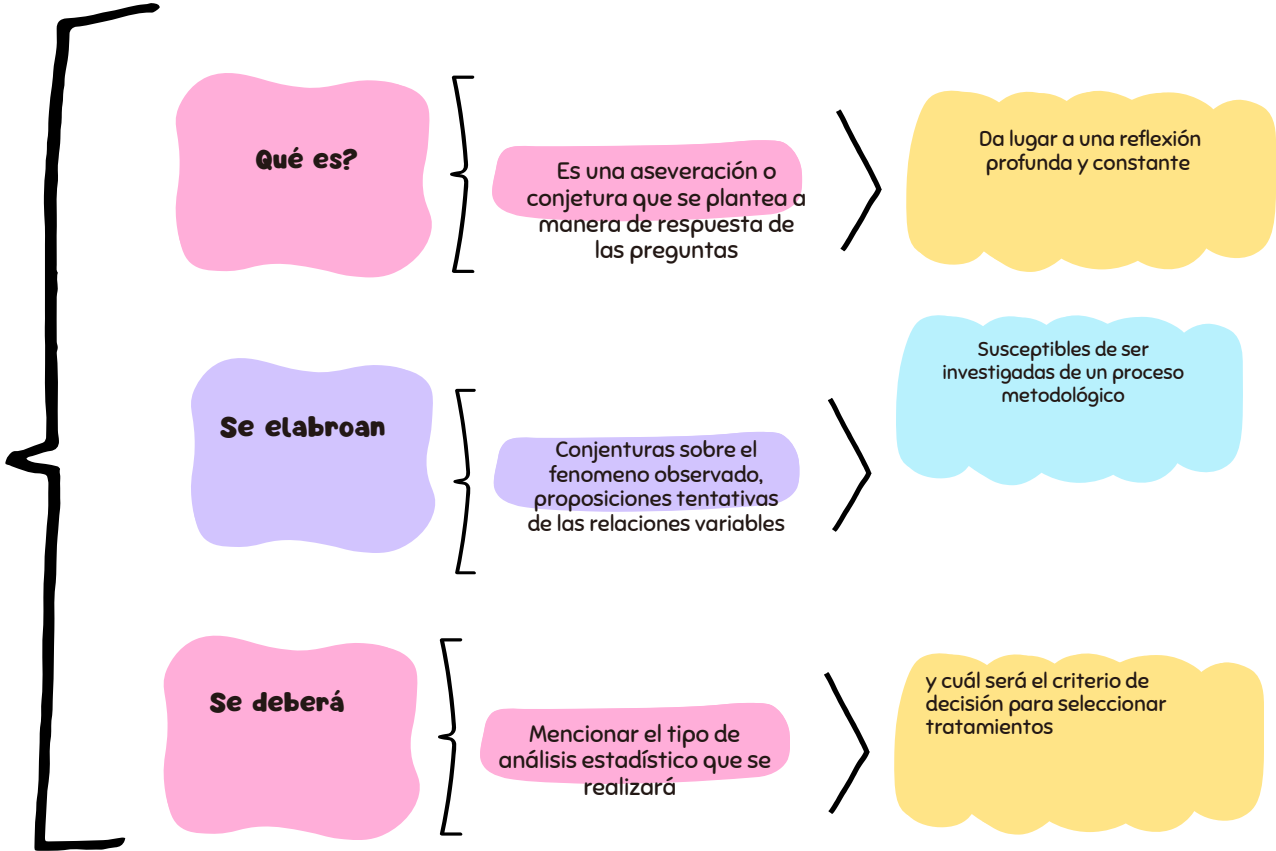 Qué es?
Es una aseveración o
conjetura que se plantea a
manera de respuesta de
las preguntas
Da lugar a una reflexión
profunda y constante
Se elabroan
Conjenturas sobre el
fenomeno observado,
proposiciones tentativas
de las relaciones variables
Susceptibles de ser
investigadas de un proceso
metodológico
Se deberá
Mencionar el tipo de
análisis estadístico que se
realizará
y cuál será el criterio de
decisión para seleccionar
tratamientos